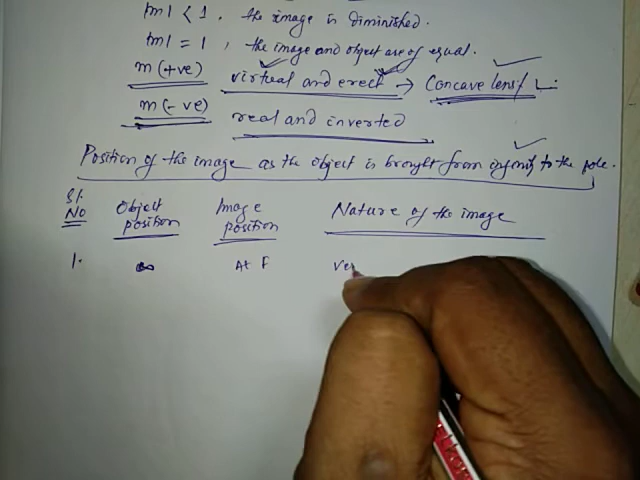 |m| < 1, the image is diminished.
|m| = 1, the image and object are of equal.
m (+ve) virtual and erect → Concave lens/
m (-ve) real and inverted
Position of the image as the object is brought from infinity to the pole.
Sl. No Object position Image position Nature of the image
1. ∞ At F Ver